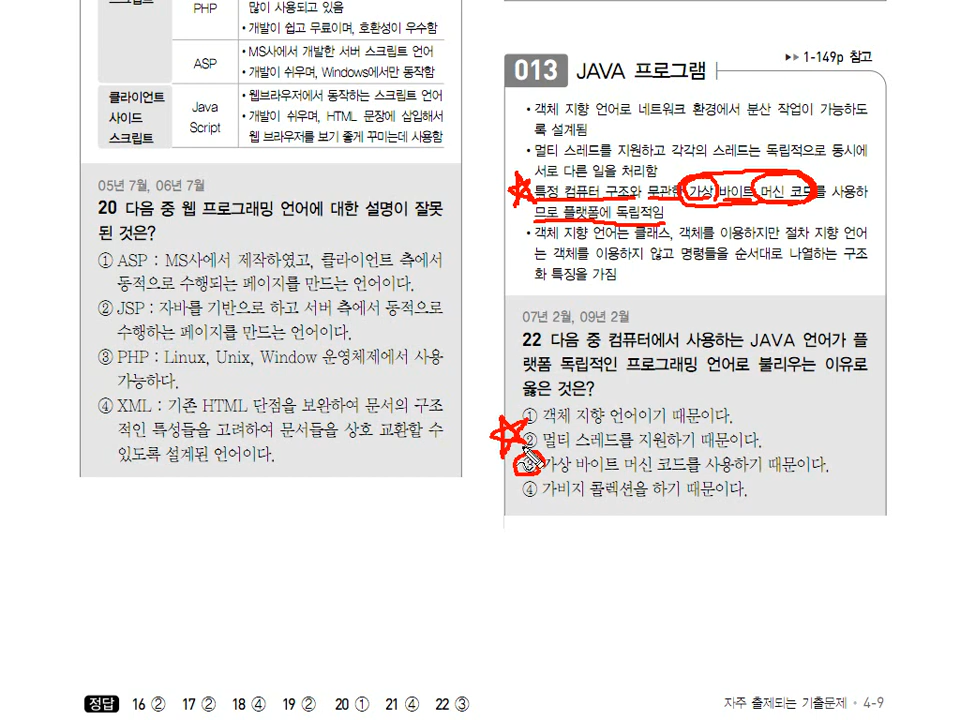 PHP
많이 사용되고 있음
• 개발이 쉽고 무료이며, 호환성이 우수함
ASP
• MS사에서 개발한 서버 스크립트 언어
• 개발이 쉬우며, Windows에서만 동작함
클라이언트
사이드
스크립트
Java
Script
• 웹브라우저에서 동작하는 스크립트 언어
• 개발이 쉬우며, HTML 문장에 삽입해서
웹 브라우저를 보기 좋게 꾸미는데 사용함
05년 7월, 06년 7월
20 다음 중 웹 프로그래밍 언어에 대한 설명이 잘못
된 것은?
① ASP : MS사에서 제작하였고, 클라이언트 측에서
동적으로 수행되는 페이지를 만드는 언어이다.
② JSP : 자바를 기반으로 하고 서버 측에서 동적으로
수행하는 페이지를 만드는 언어이다.
③ PHP : Linux, Unix, Window 운영체제에서 사용
가능하다.
④ XML : 기존 HTML 단점을 보완하여 문서의 구조
적인 특성들을 고려하여 문서들을 상호 교환할 수
있도록 설계된 언어이다.
▶▶ 1-149p 참고
013 JAVA 프로그램
• 객체 지향 언어로 네트워크 환경에서 분산 작업이 가능하도
록 설계됨
• 멀티 스레드를 지원하고 각각의 스레드는 독립적으로 동시에
서로 다른 일을 처리함
• 특정 컴퓨터 구조와 무관한 가상 바이트 머신 코드를 사용하
므로 플랫폼에 독립적임
• 객체 지향 언어는 클래스, 객체를 이용하지만 절차 지향 언어
는 객체를 이용하지 않고 명령들을 순서대로 나열하는 구조
화 특징을 가짐
07년 2월, 09년 2월
22 다음 중 컴퓨터에서 사용하는 JAVA 언어가 플
랫폼 독립적인 프로그래밍 언어로 불리우는 이유로
옳은 것은?
① 객체 지향 언어이기 때문이다.
② 멀티 스레드를 지원하기 때문이다.
③ 가상 바이트 머신 코드를 사용하기 때문이다.
④ 가비지 콜렉션을 하기 때문이다.
정답 16 ② 17 ② 18 ④ 19 ② 20 ① 21 ④ 22 ③
자주 출제되는 기출문제 • 4-9